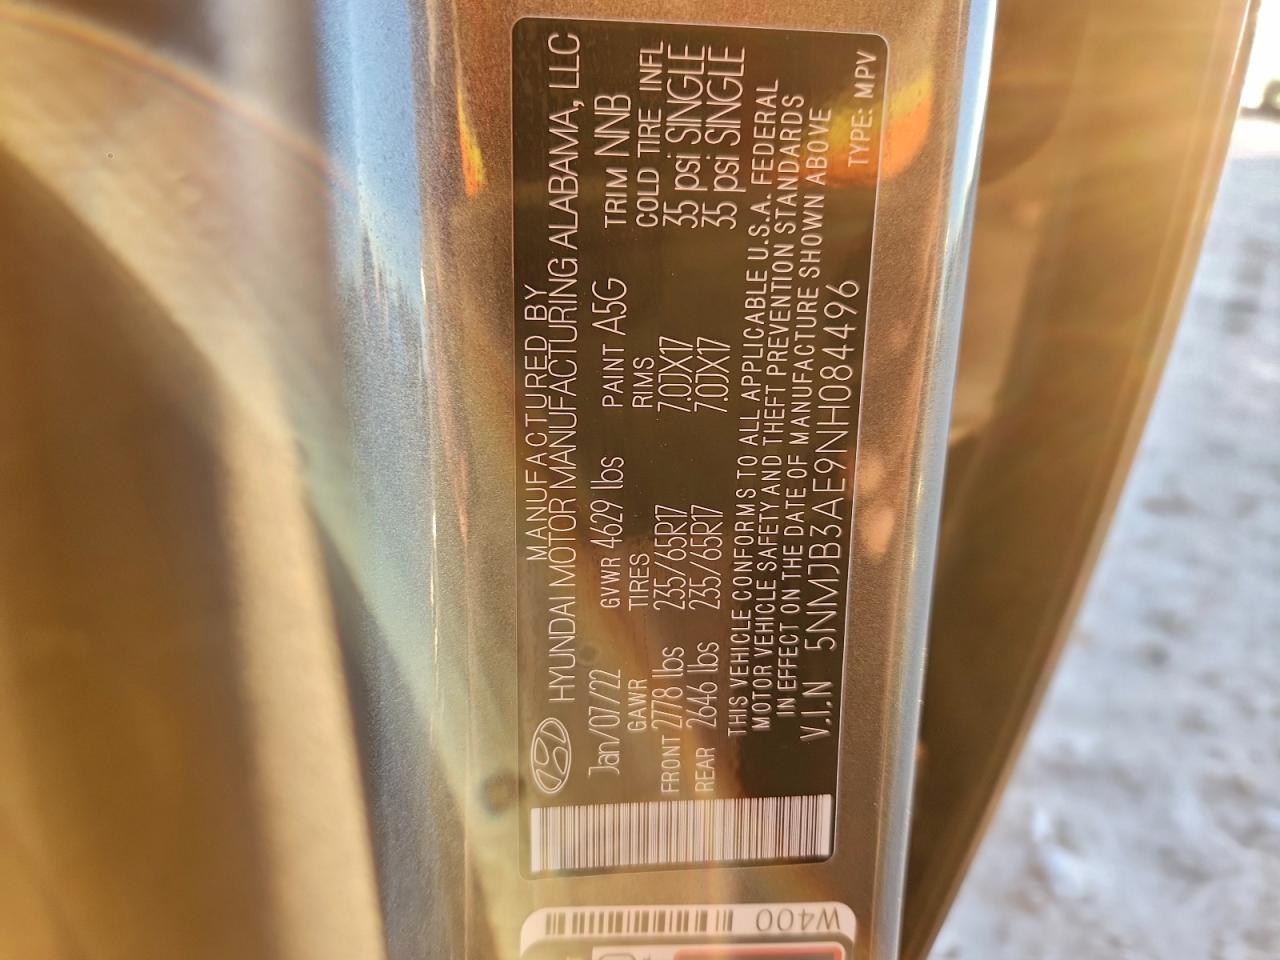 MANUFACTURED BY
HYUNDAI MOTOR MANUFACTURING ALABAMA, LLC
Jan/07/22 GVWR 4629 lbs PAINT A5G TRIM NNB
GAWR TIRES RIMS COLD TIRE INFL
FRONT 2778 lbs 235/65R17 7.0JX17 35 psi SINGLE
REAR 2646 lbs 235/65R17 7.0JX17 35 psi SINGLE
THIS VEHICLE CONFORMS TO ALL APPLICABLE U.S.A. FEDERAL
MOTOR VEHICLE SAFETY AND THEFT PREVENTION STANDARDS
IN EFFECT ON THE DATE OF MANUFACTURE SHOWN ABOVE
V.I.N 5NMJB3AE9NH084496 TYPE: MPV
W400